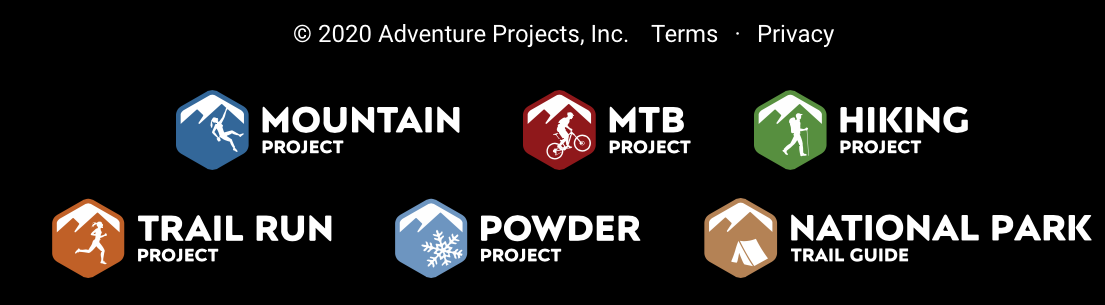 © 2020 Adventure Projects, Inc. Terms · Privacy
MOUNTAIN
PROJECT
MTB
PROJECT
HIKING
PROJECT
TRAIL RUN
PROJECT
POWDER
PROJECT
NATIONAL PARK
TRAIL GUIDE